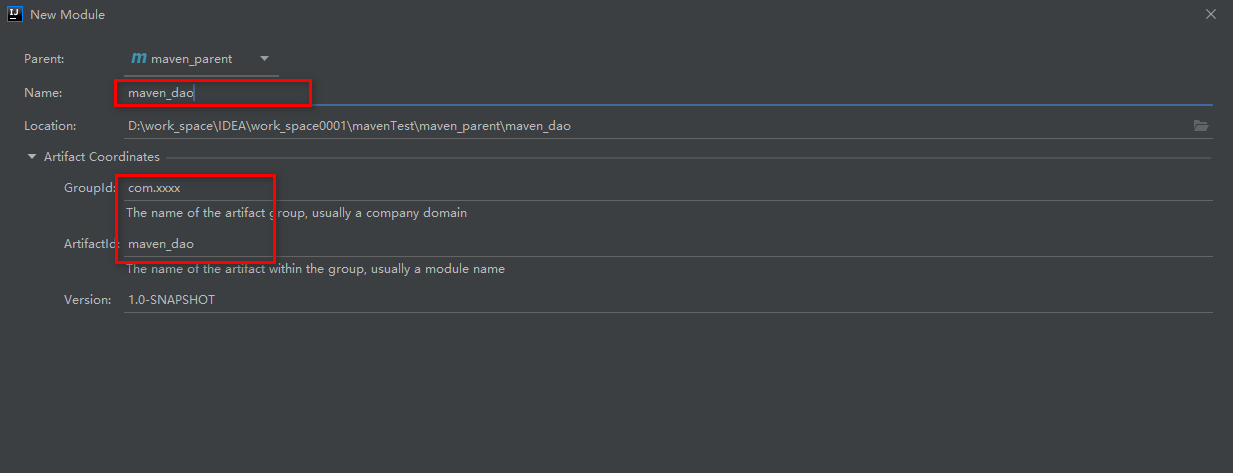 IJ New Module
Parent: m maven_parent
Name: maven_dao
Location: D:\work_space\IDEA\work_space0001\mavenTest\maven_parent\maven_dao
Artifact Coordinates
GroupId: com.xxxx
The name of the artifact group, usually a company domain
ArtifactId: maven_dao
The name of the artifact within the group, usually a module name
Version: 1.0-SNAPSHOT